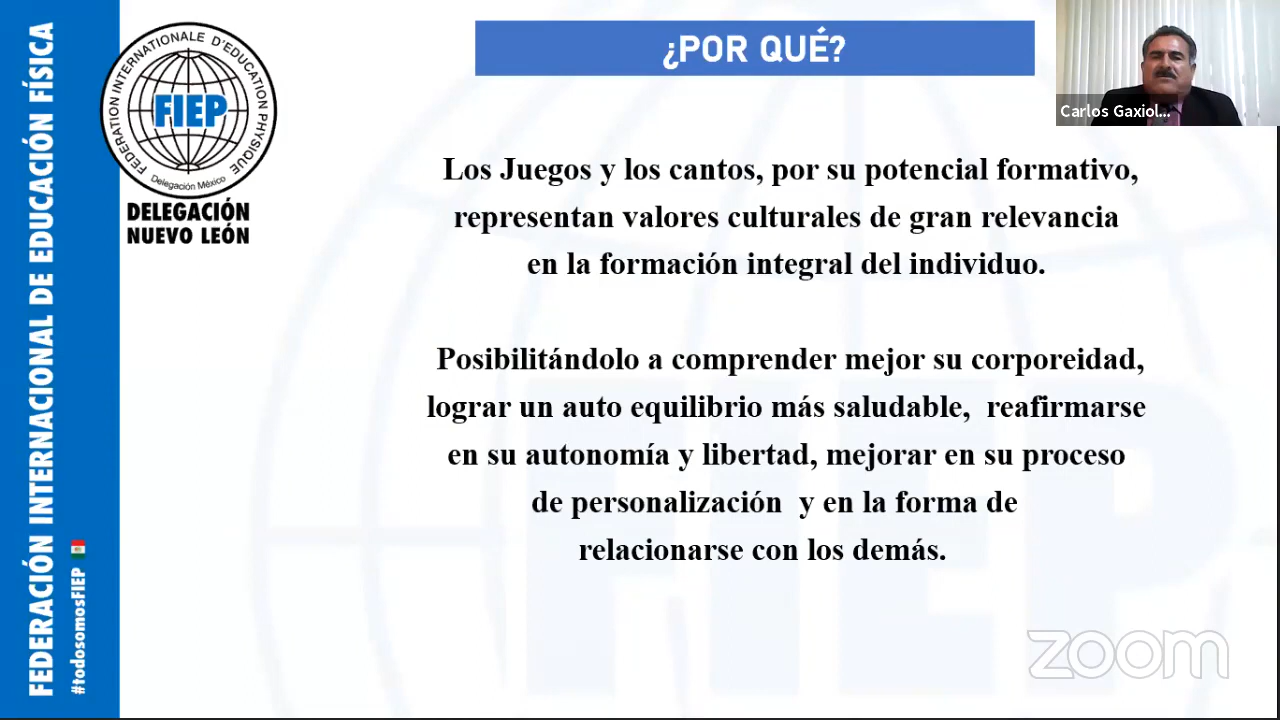 FEDERACIÓN INTERNACIONAL DE EDUCACIÓN FÍSICA
#todosomosFIEP
FEDERATION INTERNATIONALE D'EDUCATION PHYSIQUE
FIEP
Delegación México
DELEGACIÓN
NUEVO LEÓN
¿POR QUÉ?
Carlos Gaxiol...
Los Juegos y los cantos, por su potencial formativo,
representan valores culturales de gran relevancia
en la formación integral del individuo.
Posibilitándolo a comprender mejor su corporeidad,
lograr un auto equilibrio más saludable, reafirmarse
en su autonomía y libertad, mejorar en su proceso
de personalización y en la forma de
relacionarse con los demás.
zoom